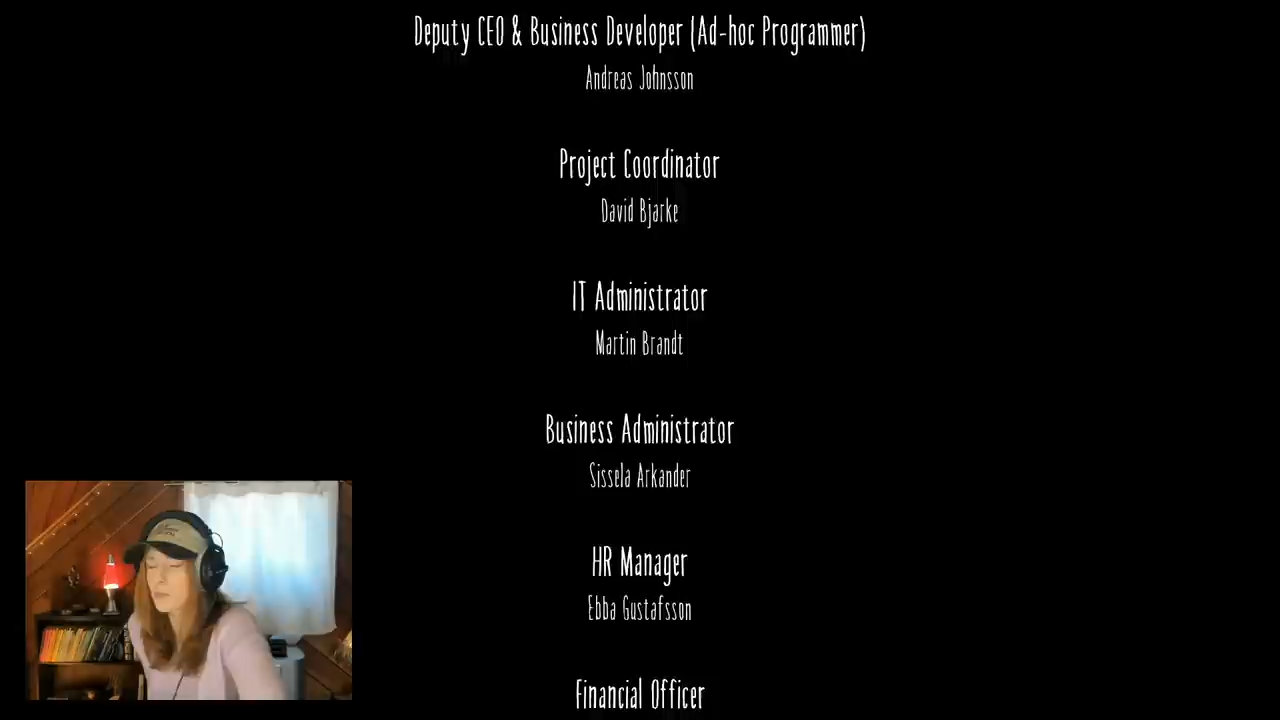 Deputy CEO & Business Developer (Ad-hoc Programmer)
Andreas Johnsson
Project Coordinator
David Bjarke
IT Administrator
Martin Brandt
Business Administrator
Sissela Arkander
HR Manager
Ebba Gustafsson
Financial Officer